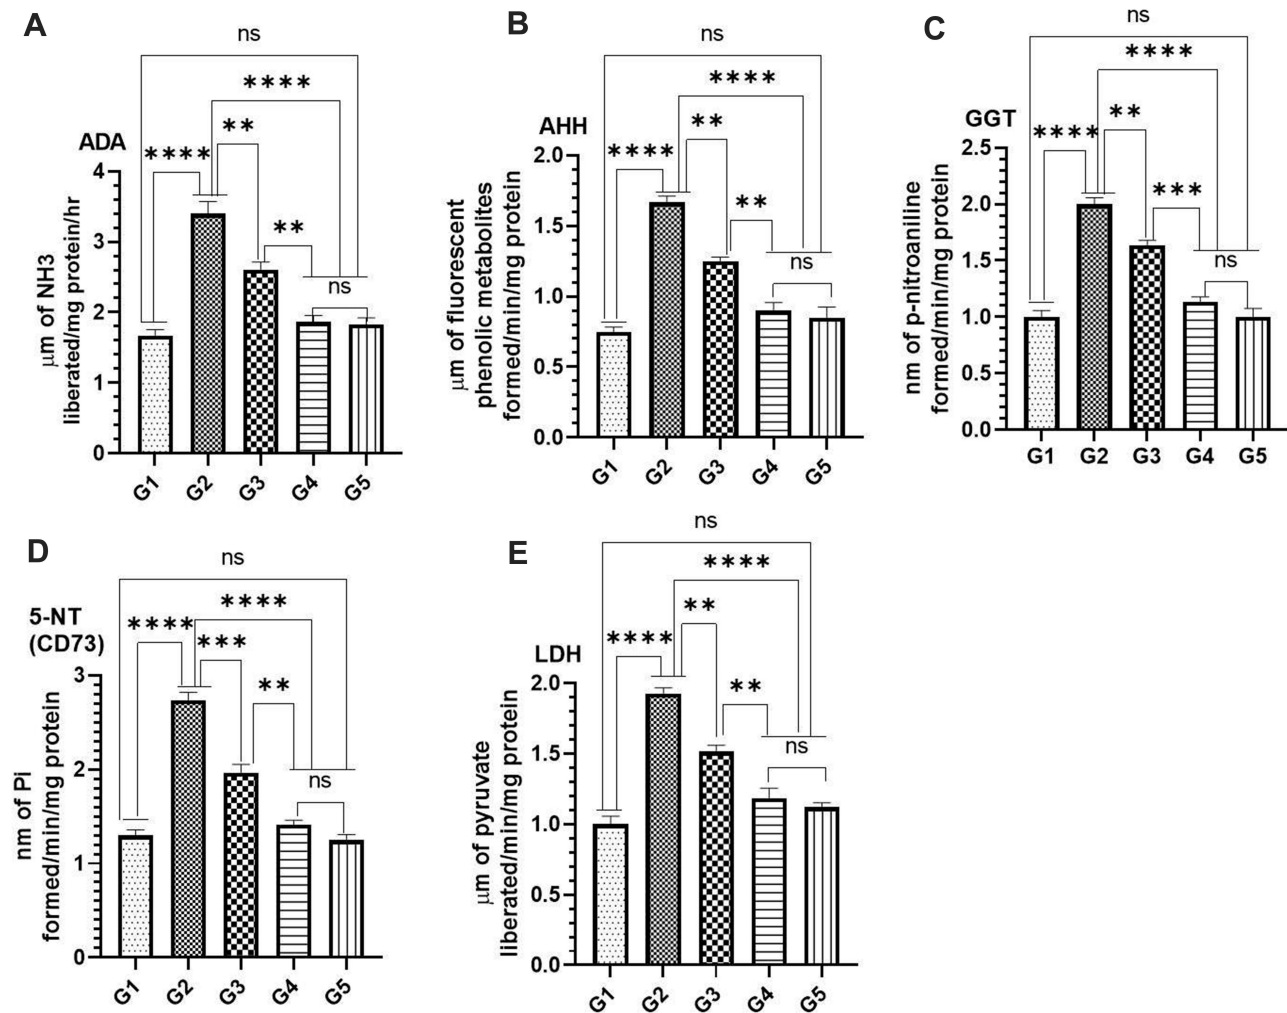 A
ns
****
**
ADA
****
4
3
2
1
0
**
ns
μm of NH3
liberated/mg protein/hr
G1
G2
G3
G4
G5
B
ns
****
**
AHH
****
2.0
1.5
1.0
0.5
0.0
**
ns
μm of fluorescent
phenolic metabolites
formed/min/mg protein
G1
G2
G3
G4
G5
C
ns
****
**
GGT
****
2.5
2.0
1.5
1.0
0.5
0.0
***
ns
nm of p-nitroaniline
formed/min/mg protein
G1
G2
G3
G4
G5
D
ns
****
5-NT
(CD73)
****
***
3
2
1
0
**
ns
nm of Pi
formed/min/mg protein
G1
G2
G3
G4
G5
E
ns
****
**
LDH
****
2.0
1.5
1.0
0.5
0.0
**
ns
μm of pyruvate
liberated/min/mg protein
G1
G2
G3
G4
G5